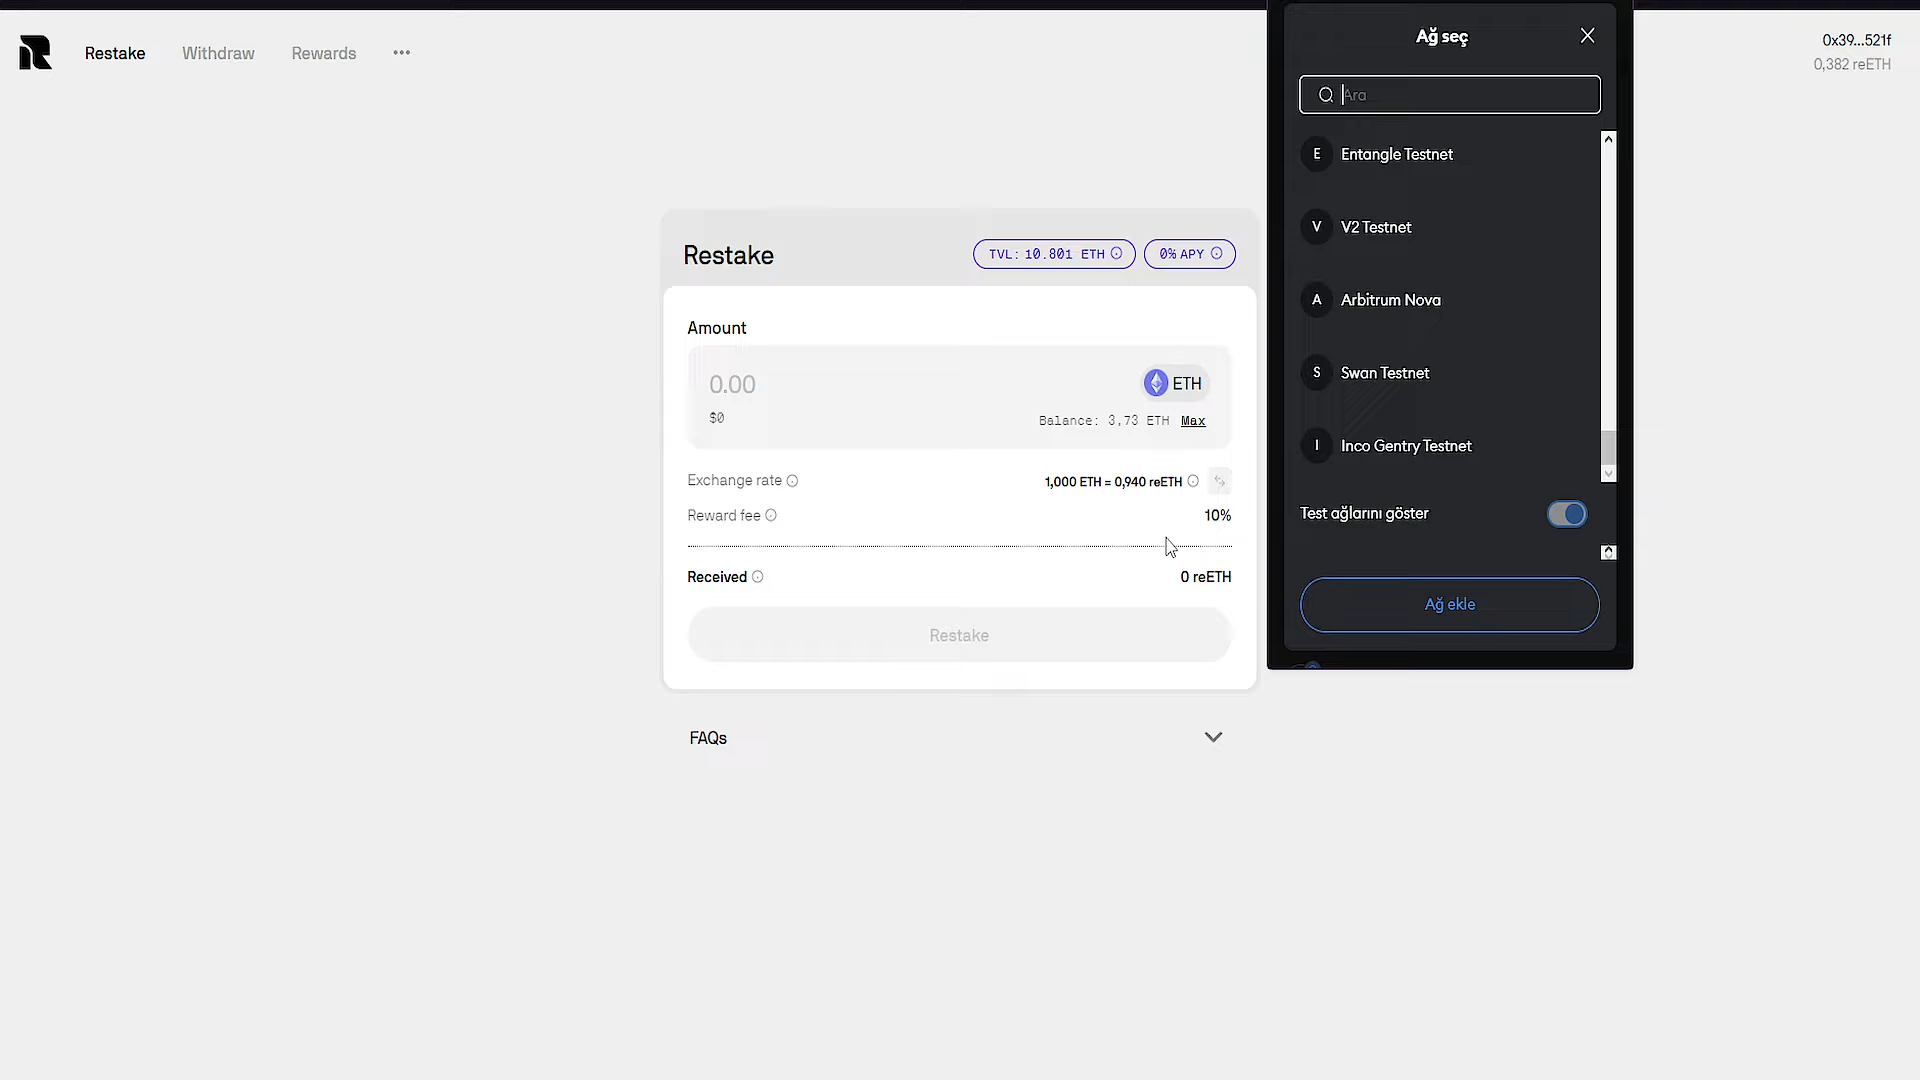 Restake
Withdraw
Rewards
0x39...521f
0,382 reETH
Restake
TVL: 10.801 ETH
0% APY
Amount
0.00
ETH
$0
Balance: 3,73 ETH Max
Exchange rate
1,000 ETH = 0,940 reETH
Reward fee
10%
Received
0 reETH
Restake
FAQs
Ağ seç
Ara
E Entangle Testnet
V V2 Testnet
A Arbitrum Nova
S Swan Testnet
I Inco Gentry Testnet
Test ağlarını göster
Ağ ekle